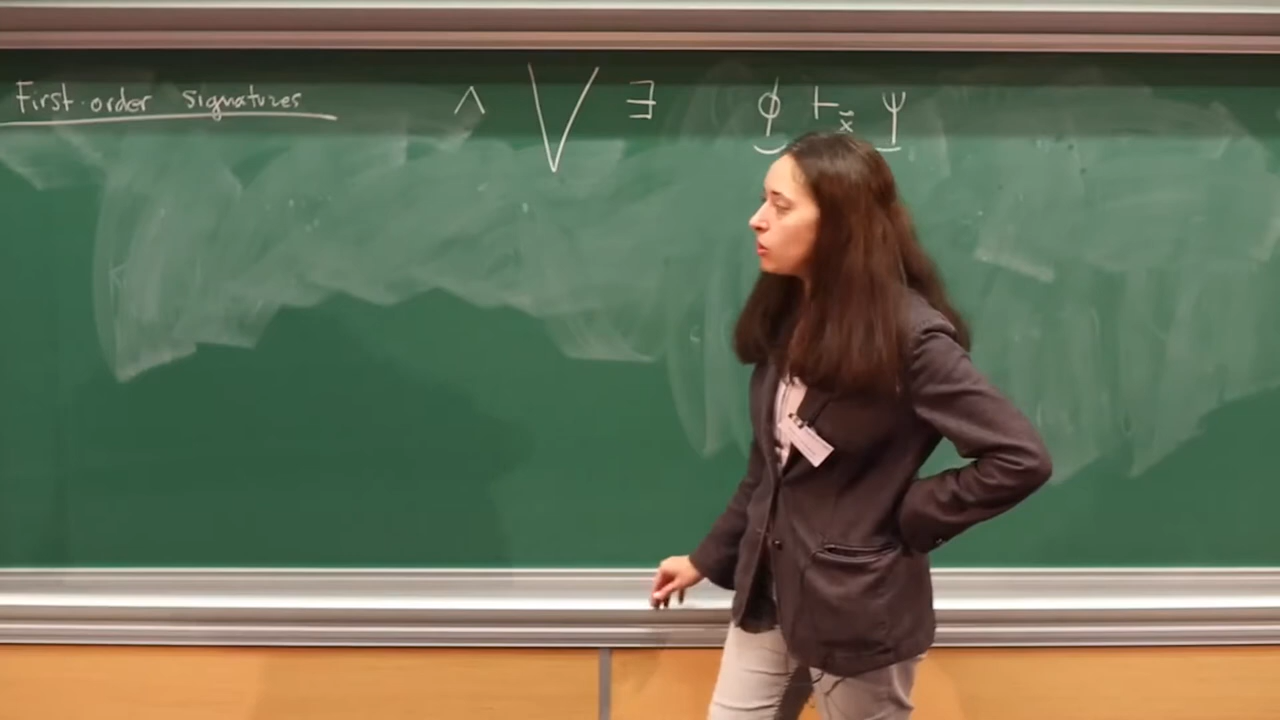 First-order signatures ∧ ⋁ ∃ ϕ ⊢x⃗ ψ